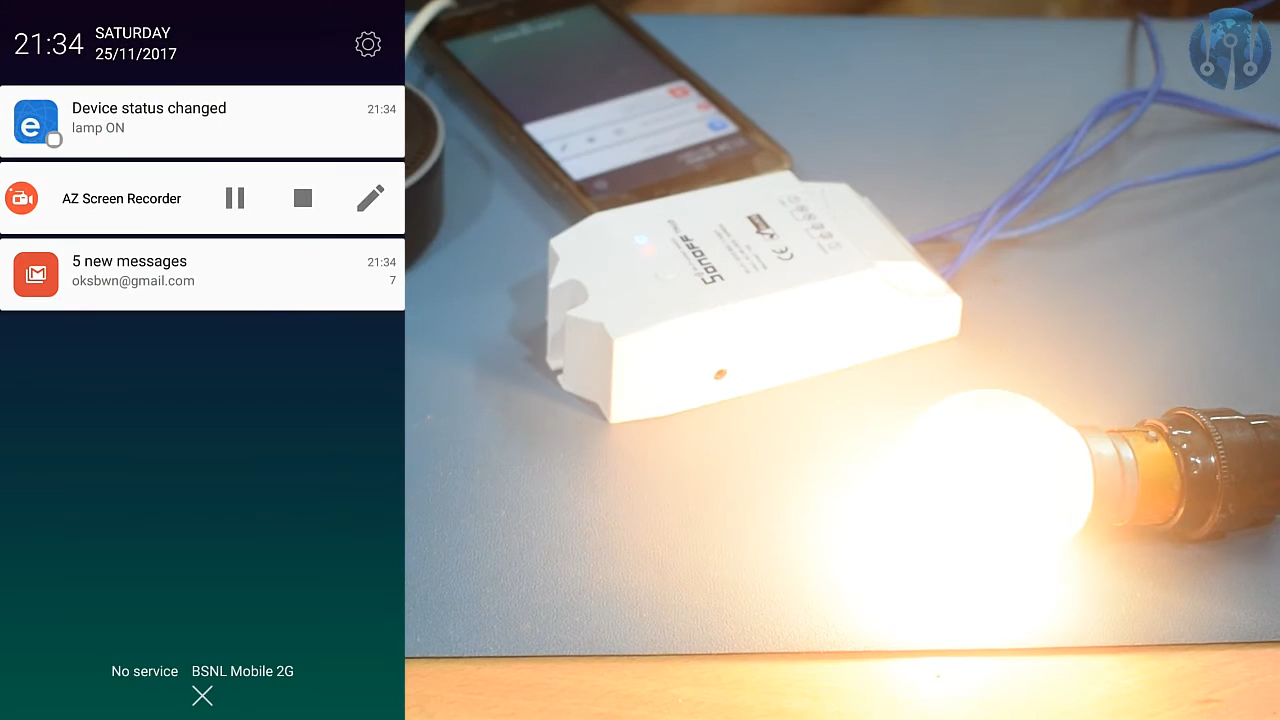 21:34
SATURDAY
25/11/2017
Device status changed
21:34
lamp ON
AZ Screen Recorder
5 new messages
21:34
oksbwn@gmail.com
7
No service BSNL Mobile 2G
SONOFF